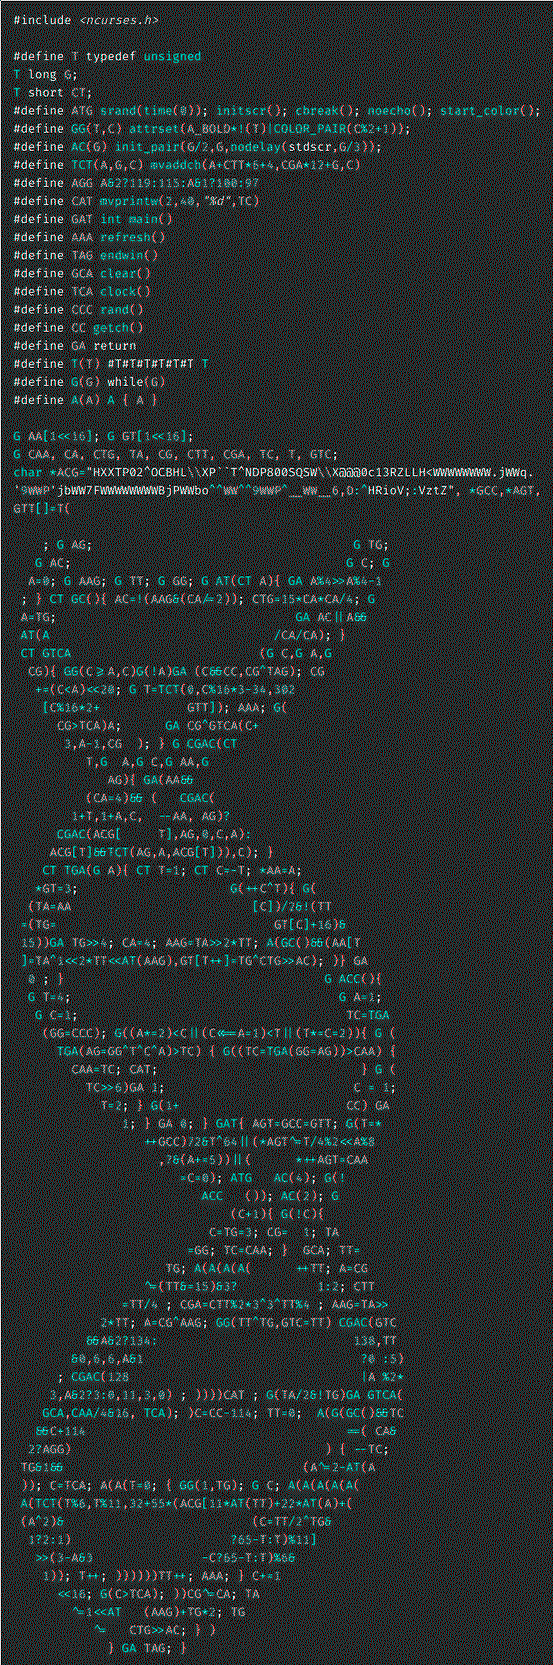 #include <ncurses.h>
#define T typedef unsigned
T long G;
T short CT;
#define ATG srand(time(0)); initscr(); cbreak(); noecho(); start_color();
#define GG(T,C) attrset(A_BOLD*!(T)|COLOR_PAIR(C%2+1));
#define AC(G) init_pair(G/2,G,nodelay(stdscr,G/3));
#define TCT(A,G,C) mvaddch(A+CTT*6+4,CGA*12+G,C)
#define AGG A&2?119:115:A&1?100:97
#define CAT mvprintw(2,40,"%d",TC)
#define GAT int main()
#define AAA refresh()
#define TAG endwin()
#define GCA clear()
#define TCA clock()
#define CCC rand()
#define CC getch()
#define GA return
#define T(T) #T#T#T#T#T#T T
#define G(G) while(G)
#define A(A) A { A }
G AA[1<<16]; G GT[1<<16];
G CAA, CA, CTG, TA, CG, CTT, CGA, TC, T, GTC;
char *ACG="HXXTP02^OCBHL\\XP``T^NDP800SQSW\\X@@@0c13RZLLH<WWWWWWWW.jWWq.
'9WWP'jbWW7FWWWWWWWWBjPWWbo^^WW^^9WWP^__WW__6,D:^HRioV;:VztZ", *GCC,*AGT,
GTT[]=T(
; G AG; G TG;
G AC; G C; G
A=0; G AAG; G TT; G GG; G AT(CT A){ GA A%4>>A%4-1
; } CT GC(){ AC=!(AAG&(CA/=2)); CTG=15*CA*CA/4; G
A=TG; GA AC||A&&
AT(A /CA/CA); }
CT GTCA (G C,G A,G
CG){ GG(C>A,C)G(!A)GA (C&&CC,CG^TAG); CG
+=(C<A)<<20; G T=TCT(0,C%16*3-34,302
[C%16*2+ GTT]); AAA; G(
CG>TCA)A; GA CG^GTCA(C+
3,A-1,CG ); } G CGAC(CT
T,G A,G C,G AA,G
AG){ GA(AA&&
(CA=4)&& ( CGAC(
1+T,1+A,C, --AA, AG)?
CGAC(ACG[ T],AG,0,C,A):
ACG[T]&&TCT(AG,A,ACG[T])),C); }
CT TGA(G A){ CT T=1; CT C=-T; *AA=A;
*GT=3; G(++C^T){ G(
(TA=AA [C])/2&!(TT
=(TG= GT[C]+16)&
15))GA TG>>4; CA=4; AAG=TA>>2*TT; A(GC()&&(AA[T
]=TA^1<<2*TT<<AT(AAG),GT[T++]=TG^CTG>>AC); )} GA
0 ; } G ACC(){
G T=4; G A=1;
G C=1; TC=TGA
(GG=CCC); G((A*=2)<C||(C<<=A=1)<T||(T*=C=2)){ G (
TGA(AG=GG^T^C^A)>TC) { G((TC=TGA(GG=AG))>CAA) {
CAA=TC; CAT; } G (
TC>>6)GA 1; C = 1;
T=2; } G(1+ CC) GA
1; } GA 0; } GAT{ AGT=GCC=GTT; G(T=*
++GCC)?2&T^64||(*AGT^=T/4%2<<A%8
,?&(A+=5))||( *++AGT=CAA
=C=0); ATG AC(4); G(!
ACC ()); AC(2); G
(C+1){ G(!C){
C=TG=3; CG= 1; TA
=GG; TC=CAA; } GCA; TT=
TG; A(A(A(A( ++TT; A=CG
^=(TT&=15)&3? 1:2; CTT
=TT/4 ; CGA=CTT%2*3^3^TT%4 ; AAG=TA>>
2*TT; A=CG^AAG; GG(TT^TG,GTC=TT) CGAC(GTC
&&A&2?134: 138,TT
&0,6,6,A&1 ?0 :5)
; CGAC(128 |A %2*
3,A&2?3:0,11,3,0) ; ))))CAT ; G(TA/2&!TG)GA GTCA(
GCA,CAA/4&16, TCA); )C=CC-114; TT=0; A(G(GC()&&TC
&&C+114 ==( CA&
2?AGG) ) { --TC;
TG&1&& (A^=2-AT(A
)); C=TCA; A(A(T=0; { GG(1,TG); G C; A(A(A(A(A(
A(TCT(T%6,T%11,32+55*(ACG[11*AT(TT)+22*AT(A)+(
(A^2)& (C=TT/2^TG&
1?2:1) ?65-T:T)%11]
>>(3-A&3 -C?65-T:T)%6&
1)); T++; })))))TT++; AAA; } C+=1
<<16; G(C>TCA); ))CG^=CA; TA
^=1<<AT (AAG)+TG*2; TG
^= CTG>>AC; } )
} GA TAG; }